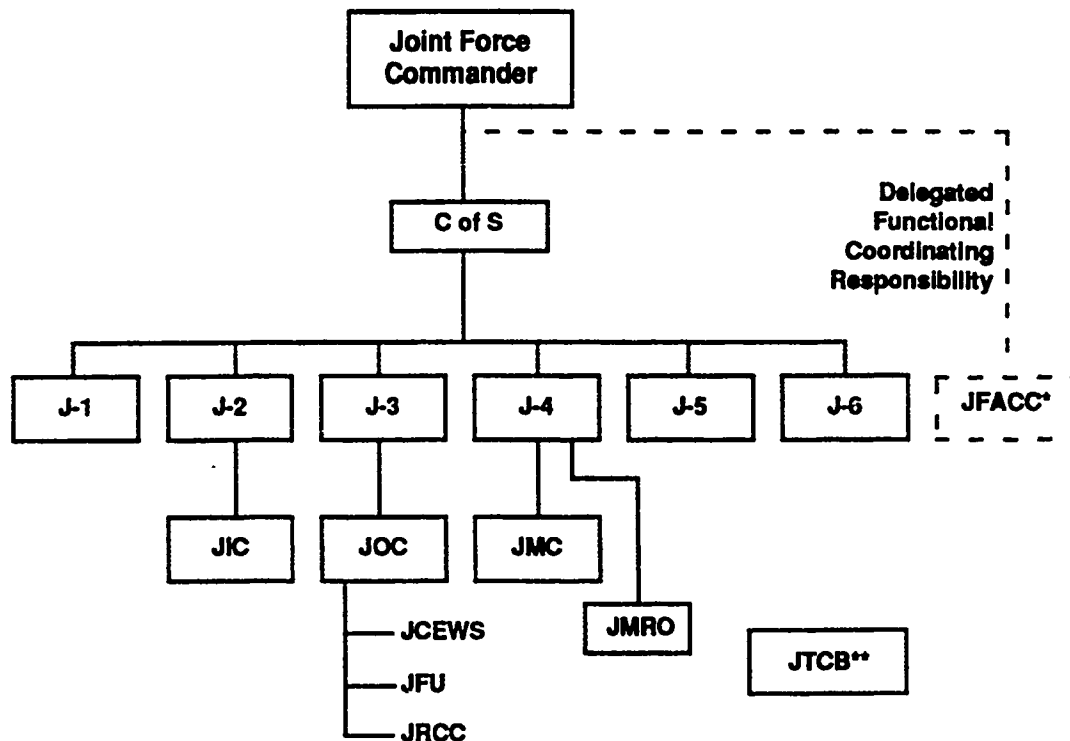 Joint Force
Commander
C of S
Delegated
Functional
Coordinating
Responsibility
J-1
J-2
J-3
J-4
J-5
J-6
JFACC*
JIC
JOC
JMC
JCEWS
JMRO
JTCB**
JFU
JRCC